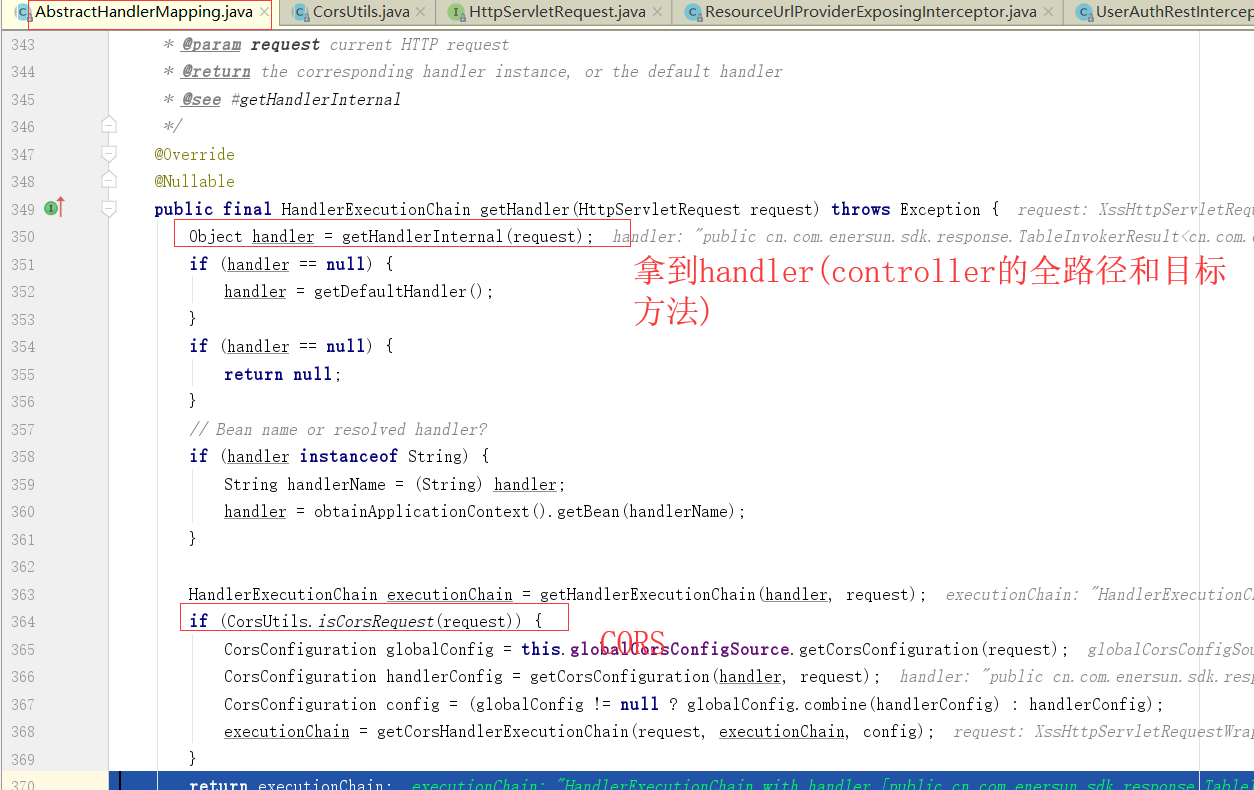 AbstractHandlerMapping.java CorsUtils.java HttpServletRequest.java ResourceUrlProviderExposingInterceptor.java
343 * @param request current HTTP request
344 * @return the corresponding handler instance, or the default handler
345 * @see #getHandlerInternal
346 */
347 @Override
348 @Nullable
349 public final HandlerExecutionChain getHandler(HttpServletRequest request) throws Exception { request:
350 Object handler = getHandlerInternal(request); handler: "public cn.com.enersun.sdk.response.TableInvokerResult<cn.com.
351 if (handler == null) {
拿到handler(controller的全路径和目标
352 handler = getDefaultHandler();
方法)
353 }
354 if (handler == null) {
355 return null;
356 }
357 // Bean name or resolved handler?
358 if (handler instanceof String) {
359 String handlerName = (String) handler;
360 handler = obtainApplicationContext().getBean(handlerName);
361 }
362
363 HandlerExecutionChain executionChain = getHandlerExecutionChain(handler, request); executionChain:
364 if (CorsUtils.isCorsRequest(request)) {
CORS
365 CorsConfiguration globalConfig = this.globalCorsConfigSource.getCorsConfiguration(request);
366 CorsConfiguration handlerConfig = getCorsConfiguration(handler, request); handler: "public cn.com.enersun.sdk.
367 CorsConfiguration config = (globalConfig != null ? globalConfig.combine(handlerConfig) : handlerConfig);
368 executionChain = getCorsHandlerExecutionChain(request, executionChain, config); request:
369 }
370 return executionChain; executionChain: "HandlerExecutionChain with handler [public cn.com.enersun.sdk.response.